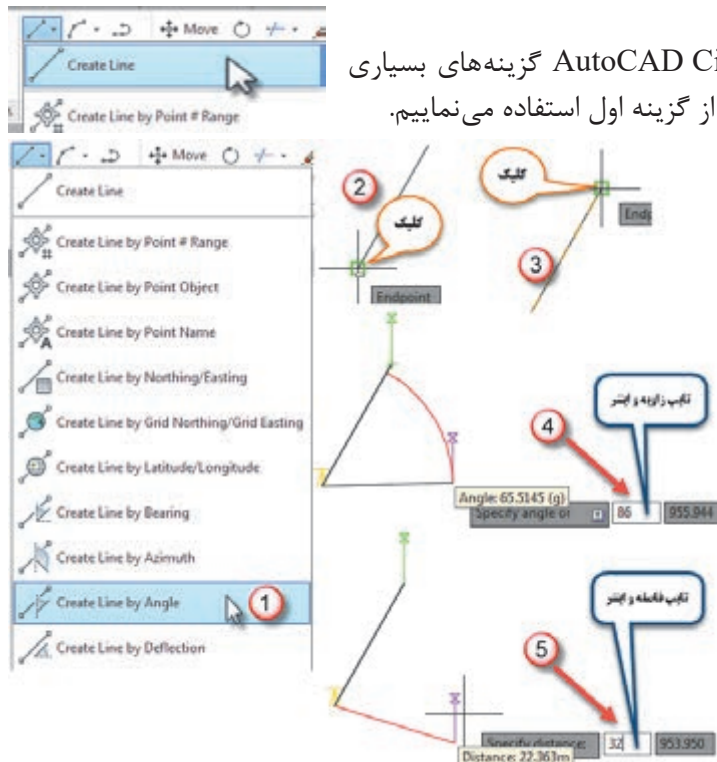 Move
Create Line
Create Line by Point # Range
AutoCAD Ci گزینه‌های بسیاری
از گزینه اول استفاده می‌نماییم.
Move
Create Line
Create Line by Point # Range
Create Line by Point Object
Create Line by Point Name
Create Line by Northing/Easting
Create Line by Grid Northing/Grid Easting
Create Line by Latitude/Longitude
Create Line by Bearing
Create Line by Azimuth
Create Line by Angle
1
Create Line by Deflection
2
کلیک
Endpoint
کلیک
Endp
3
تایپ زاویه و اینتر
4
Angle: 65.5145 (g)
Specify angle or
86
955.944
تایپ فاصله و اینتر
5
Specify distance:
32
953.950
Distance: 22.363m